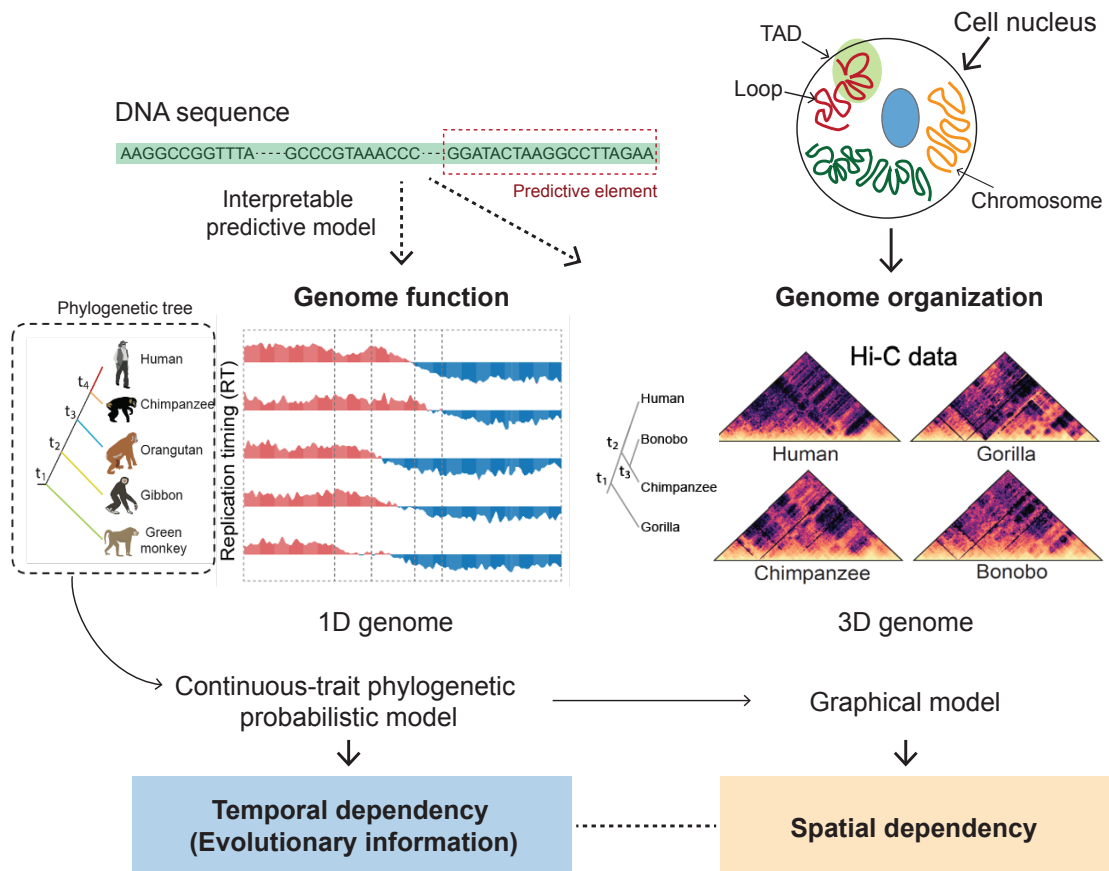 DNA sequence
AAGGCCGGTTTA
GCCCGTAAACCC
GGATACTAAGGCCTTAGAA
Predictive element
Interpretable
predictive model
TAD
Cell nucleus
Loop
Chromosome
Phylogenetic tree
Human
Chimpanzee
Orangutan
Gibbon
Green
monkey
t4
t3
t2
t1
Genome function
Replication timing (RT)
1D genome
Genome organization
Hi-C data
Human
Gorilla
Chimpanzee
Bonobo
Human
Bonobo
Chimpanzee
Gorilla
t2
t3
t1
3D genome
Continuous-trait phylogenetic
probabilistic model
Graphical model
Temporal dependency
(Evolutionary information)
Spatial dependency